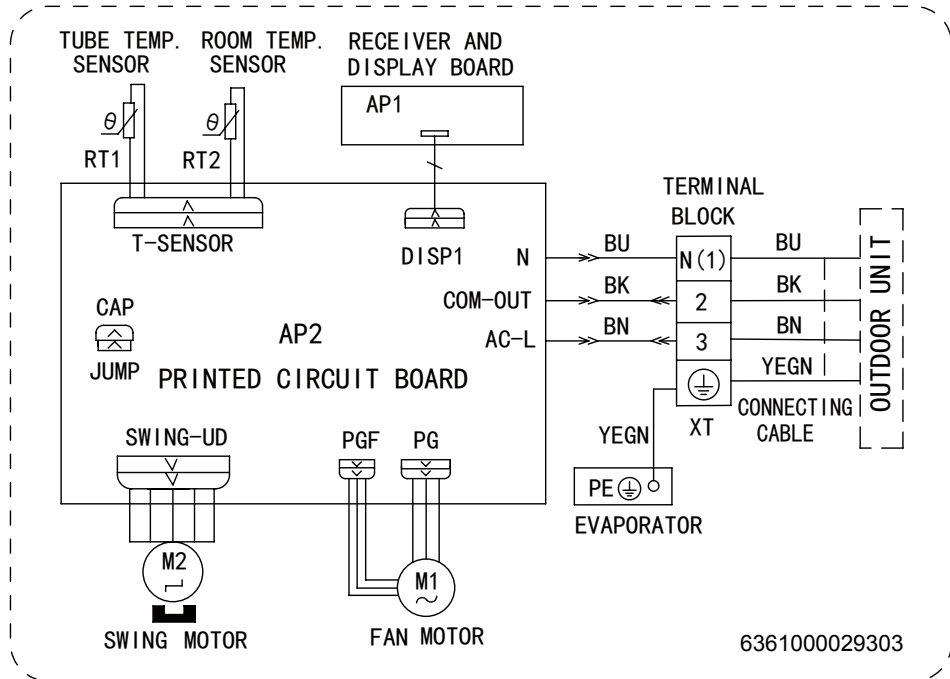 TUBE TEMP.
SENSOR
ROOM TEMP.
SENSOR
RECEIVER AND
DISPLAY BOARD
AP1
θ
θ
RT1
RT2
T-SENSOR
DISP1
TERMINAL
BLOCK
N
BU
N(1)
BU
COM-OUT
BK
2
BK
AC-L
BN
3
BN
YEGN
OUTDOOR UNIT
CAP
JUMP
AP2
PRINTED CIRCUIT BOARD
XT
CONNECTING
CABLE
YEGN
PE
EVAPORATOR
SWING-UD
PGF
PG
M2
SWING MOTOR
M1
FAN MOTOR
6361000029303